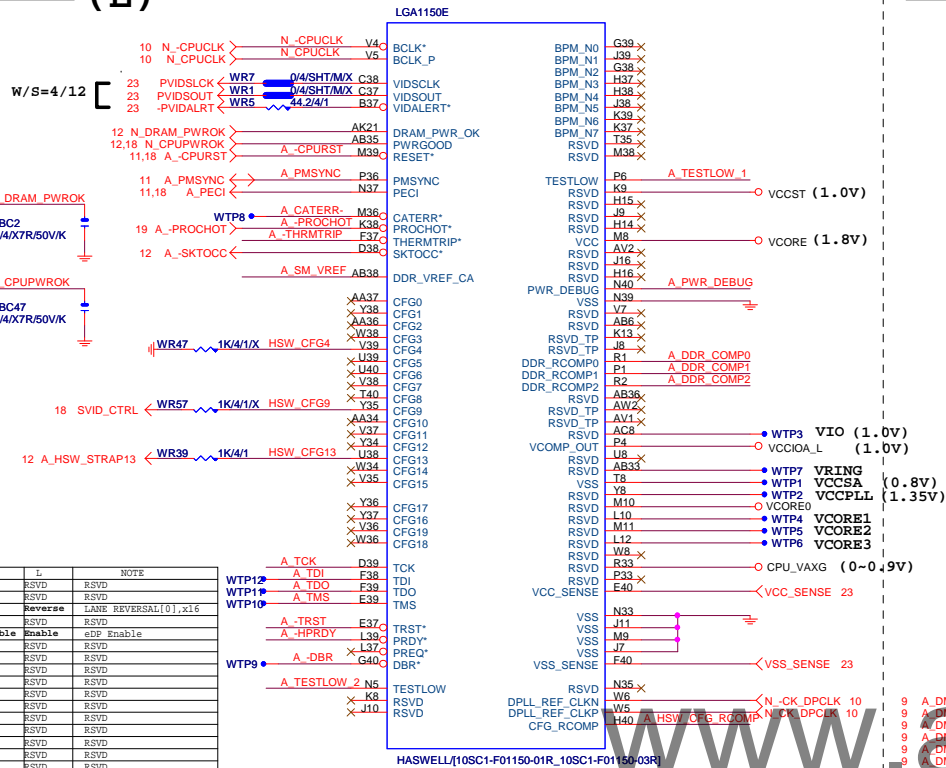 (L)
LGA1150E
10 N_-CPUCLK N_-CPUCLK V4 BCLK* BPM_N0 G39
10 N_CPUCLK N_CPUCLK V5 BCLK_P BPM_N1 J39
BPM_N2 G38
W/S=4/12
23 PVIDSLCK WR7 0/4/SHT/M/X C38 VIDSCLK BPM_N3 H37
23 PVIDSOUT WR1 0/4/SHT/M/X C37 VIDSOUT BPM_N4 H38
23 -PVIDALRT WR5 44.2/4/1 B37 VIDALERT* BPM_N5 J38
BPM_N6 K39
12 N_DRAM_PWROK AK21 DRAM_PWR_OK BPM_N7 K37
12,18 N_CPUPWROK AB35 PWRGOOD RSVD T35
11,18 A_-CPURST A_-CPURST M39 RESET* RSVD M38
11 A_PMSYNC A_PMSYNC P36 PMSYNC TESTLOW P6 A_TESTLOW_1
11,18 A_PECI N37 PECI RSVD K9 VCCST (1.0V)
DRAM_PWROK
RSVD H15
WTP8 A_CATERR- M36 CATERR* RSVD J9
19 A_-PROCHOT A_-PROCHOT K38 PROCHOT* RSVD H14
A_-THRMTRIP F37 THERMTRIP* VCC M8 VCORE (1.8V)
12 A_-SKTOCC D38 SKTOCC* RSVD AV2
BC2
/4/X7R/50V/K
RSVD J16
A_SM_VREF AB38 DDR_VREF_CA RSVD H16
PWR_DEBUG N40 A_PWR_DEBUG
_CPUPWROK
AA37 CFG0 VSS N39
Y38 CFG1 RSVD V7
AA36 CFG2 RSVD AB6
BC47
/4/X7R/50V/K
W38 CFG3 RSVD_TP K13
WR47 1K/4/1/X HSW_CFG4 V39 CFG4 RSVD_TP J8
U39 CFG5 DDR_RCOMP0 R1 A_DDR_COMP0
U40 CFG6 DDR_RCOMP1 P1 A_DDR_COMP1
V38 CFG7 DDR_RCOMP2 R2 A_DDR_COMP2
T40 CFG8 RSVD AB36
18 SVID_CTRL WR57 1K/4/1/X HSW_CFG9 Y35 CFG9 RSVD_TP AW2
AA34 CFG10 RSVD_TP AV1
V37 CFG11 RSVD AC8 WTP3 VIO (1.0V)
Y34 CFG12 VCOMP_OUT P4 VCCIOA_L (1.0V)
12 A_HSW_STRAP13 WR39 1K/4/1 HSW_CFG13 U38 CFG13 RSVD U8
W34 CFG14 RSVD AB33 WTP7 VRING
V35 CFG15 VSS T8 WTP1 VCCSA (0.8V)
RSVD Y8 WTP2 VCCPLL (1.35V)
Y36 CFG17 RSVD M10 VCORE0
Y37 CFG16 RSVD L10 WTP4 VCORE1
V36 CFG19 RSVD M11 WTP5 VCORE2
W36 CFG18 RSVD L12 WTP6 VCORE3
RSVD W8
A_TCK D39 TCK RSVD R33 CPU_VAXG (0~0.9V)
WTP12 A_TDI F38 TDI RSVD P33
WTP11 A_TDO F39 TDO VCC_SENSE E40 VCC_SENSE 23
WTP10 A_TMS E39 TMS
VSS N33
A_-TRST E37 TRST* VSS J11
A_-HPRDY L39 PRDY* VSS M9
L37 PREQ* VSS J7
WTP9 A_-DBR G40 DBR* VSS_SENSE F40 VSS_SENSE 23
A_TESTLOW_2 N5 TESTLOW RSVD N35
K8 RSVD DPLL_REF_CLKN W6 N_-CK_DPCLK 10
J10 RSVD DPLL_REF_CLKP W5 N_CK_DPCLK 10
CFG_RCOMP H40 A_HSW_CFG_RCOMP
HASWELL/[10SC1-F01150-01R_10SC1-F01150-03R]
L NOTE
RSVD RSVD
RSVD RSVD
Reverse LANE REVERSAL[0],x16
RSVD RSVD
ble Enable eDP Enable
RSVD RSVD
RSVD RSVD
RSVD RSVD
RSVD RSVD
RSVD RSVD
RSVD RSVD
RSVD RSVD
RSVD RSVD
RSVD RSVD
RSVD RSVD
RSVD RSVD
9
9
9
9
9
9
www.a